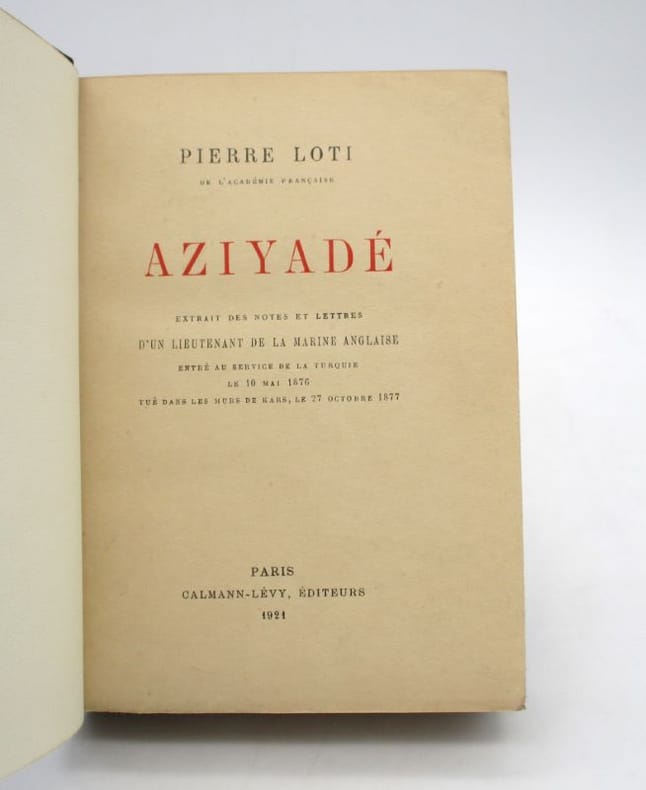 PIERRE LOTI
DE L'ACADÉMIE FRANÇAISE
AZIYADÉ
EXTRAIT DES NOTES ET LETTRES
D'UN LIEUTENANT DE LA MARINE ANGLAISE
ENTRÉ AU SERVICE DE LA TURQUIE
LE 10 MAI 1876
TUÉ DANS LES MURS DE KARS, LE 27 OCTOBRE 1877
PARIS
CALMANN-LÉVY, ÉDITEURS
1921